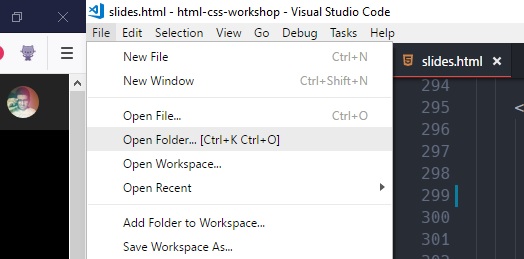 slides.html - html-css-workshop - Visual Studio Code
File Edit Selection View Go Debug Tasks Help
New File Ctrl+N
New Window Ctrl+Shift+N
Open File... Ctrl+O
Open Folder... [Ctrl+K Ctrl+O]
Open Workspace...
Open Recent
Add Folder to Workspace...
Save Workspace As...
slides.html ×
294
295 <
296
297
298
299
300
301
302